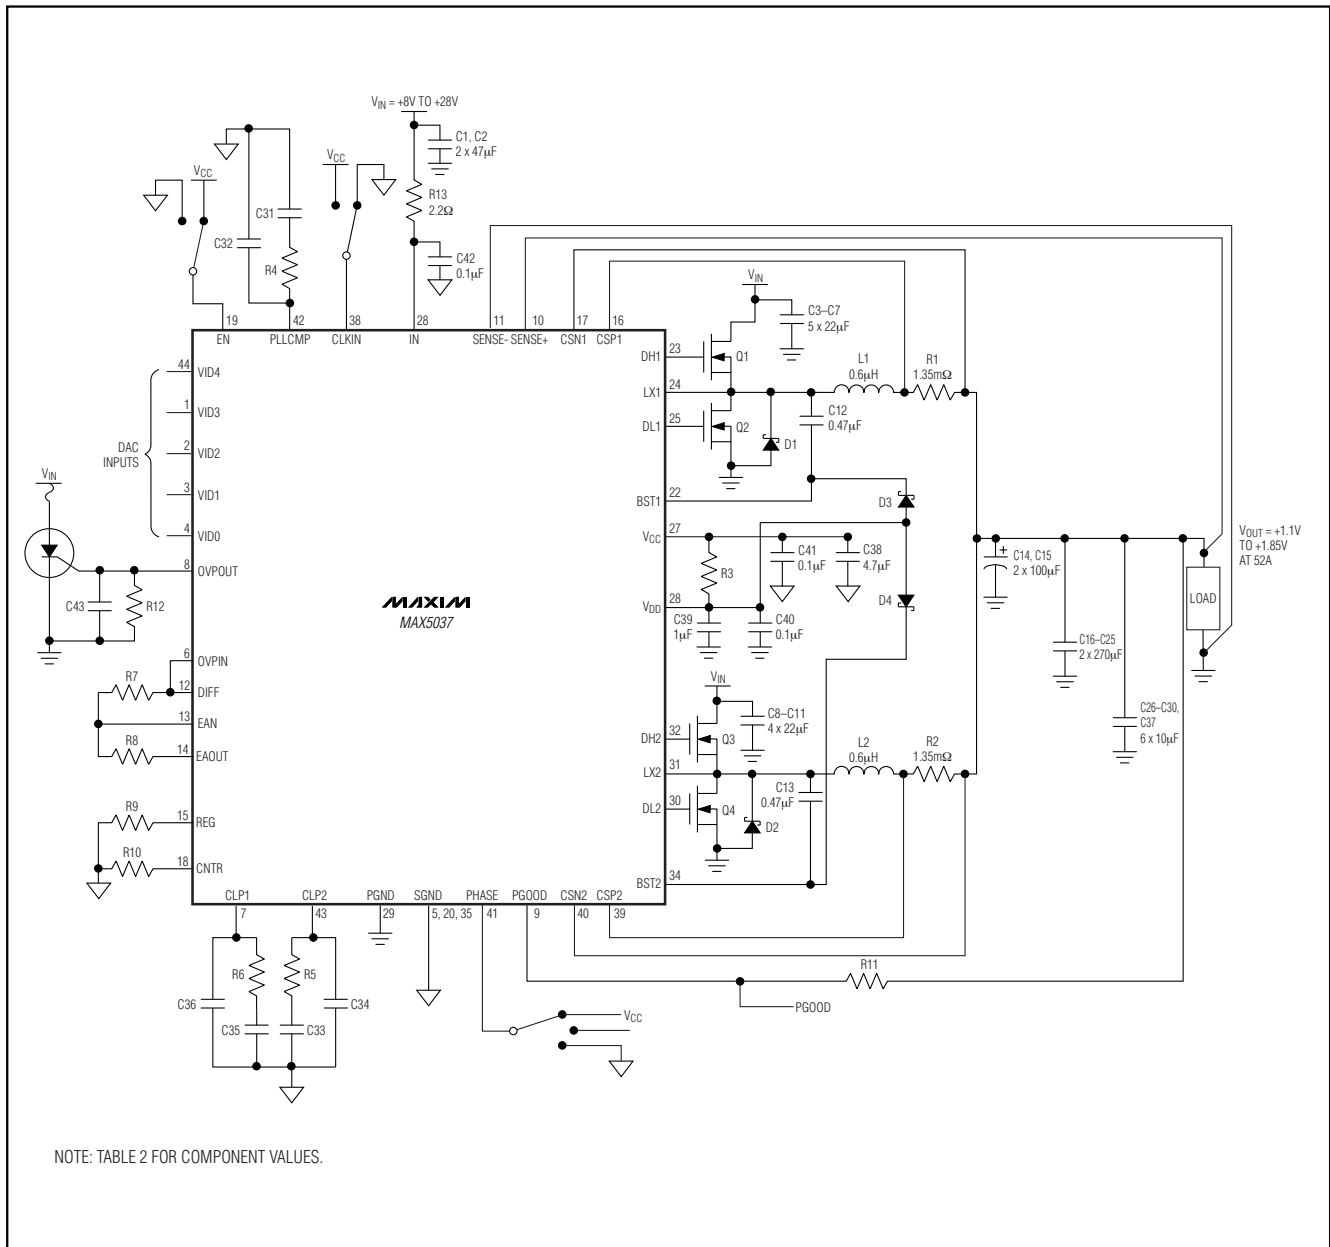 VIN = +8V TO +28V
C1, C2
2 x 47µF
VCC
VCC
R13
2.2Ω
C31
C32
R4
C42
0.1µF
VIN
C3–C7
5 x 22µF
19
42
38
28
11
10
17
16
EN
PLLCMP
CLKIN
IN
SENSE-
SENSE+
CSN1
CSP1
DH1
23
Q1
L1
0.6µH
R1
1.35mΩ
44
VID4
LX1
24
1
VID3
C12
0.47µF
DL1
25
Q2
D1
DAC
INPUTS
2
VID2
VIN
3
VID1
BST1
22
D3
4
VID0
VCC
27
VOUT = +1.1V
TO +1.85V
AT 52A
8
OVPOUT
C41
0.1µF
C38
4.7µF
+
C14, C15
2 x 100µF
R3
C43
R12
MAXIM
MAX5037
VDD
28
D4
LOAD
C39
1µF
C40
0.1µF
6
OVPIN
C16–C25
2 x 270µF
R7
12
DIFF
VIN
13
EAN
C8–C11
4 x 22µF
C26–C30,
C37
6 x 10µF
R8
14
EAOUT
DH2
32
Q3
L2
0.6µH
R2
1.35mΩ
LX2
31
C13
0.47µF
R9
15
REG
DL2
30
Q4
D2
R10
18
CNTR
BST2
34
CLP1
CLP2
PGND
SGND
PHASE
PGOOD
CSN2
CSP2
7
43
29
5, 20, 35
41
9
40
39
R6
R5
R11
C36
C34
PGOOD
C35
C33
VCC
NOTE: TABLE 2 FOR COMPONENT VALUES.